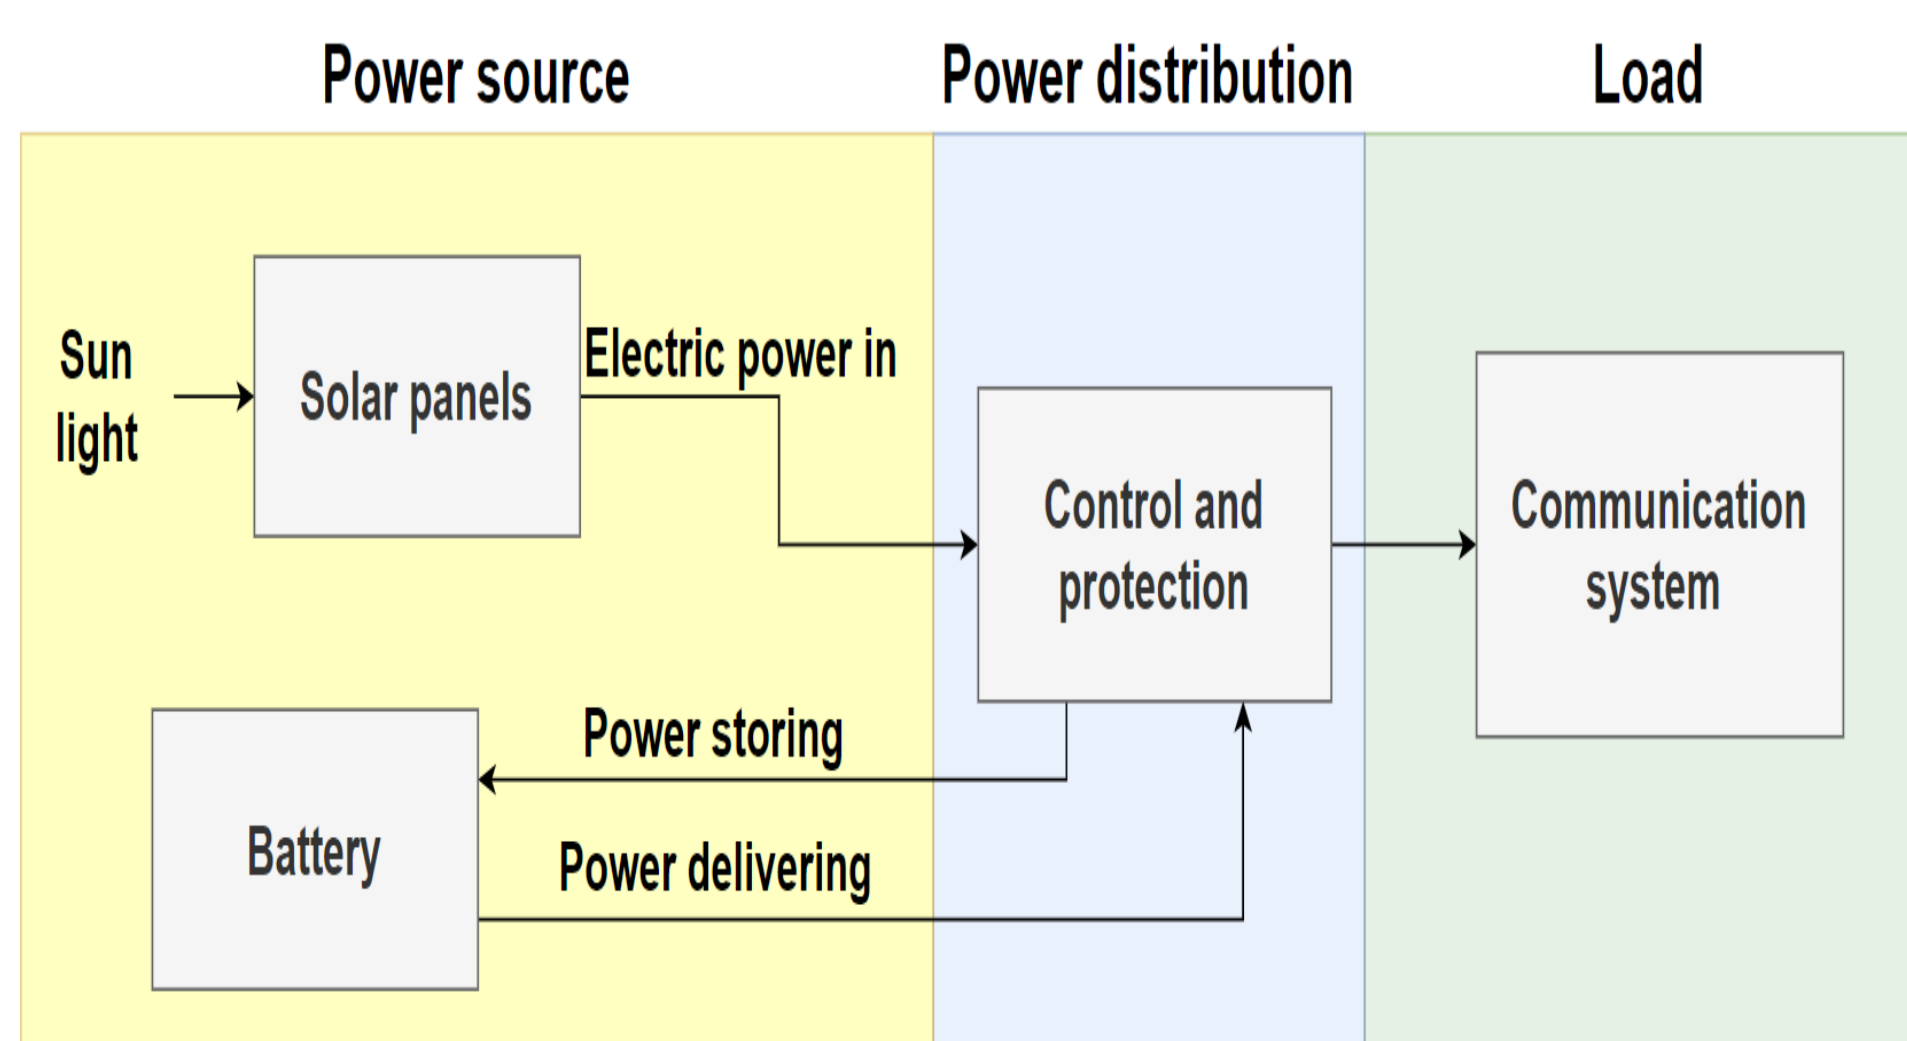 Power source
Power distribution
Load
Sun
light
Solar panels
Electric power in
Control and
protection
Communication
system
Power storing
Battery
Power delivering